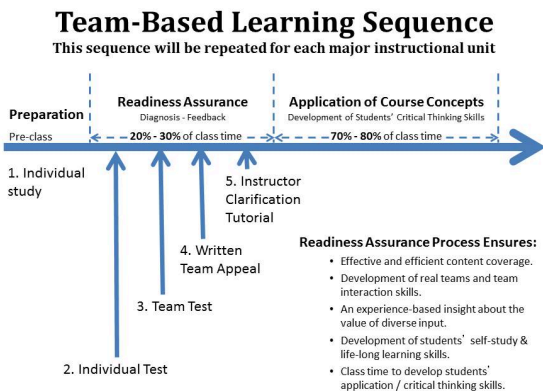 Team-Based Learning Sequence
This sequence will be repeated for each major instructional unit
Preparation
Pre-class
Readiness Assurance
Diagnosis - Feedback
20% - 30% of class time
Application of Course Concepts
Development of Students' Critical Thinking Skills
70% - 80% of class time
1. Individual
study
2. Individual Test
3. Team Test
4. Written
Team Appeal
5. Instructor
Clarification
Tutorial
Readiness Assurance Process Ensures:
• Effective and efficient content coverage.
• Development of real teams and team
interaction skills.
• An experience-based insight about the
value of diverse input.
• Development of students' self-study &
life-long learning skills.
• Class time to develop students'
application / critical thinking skills.